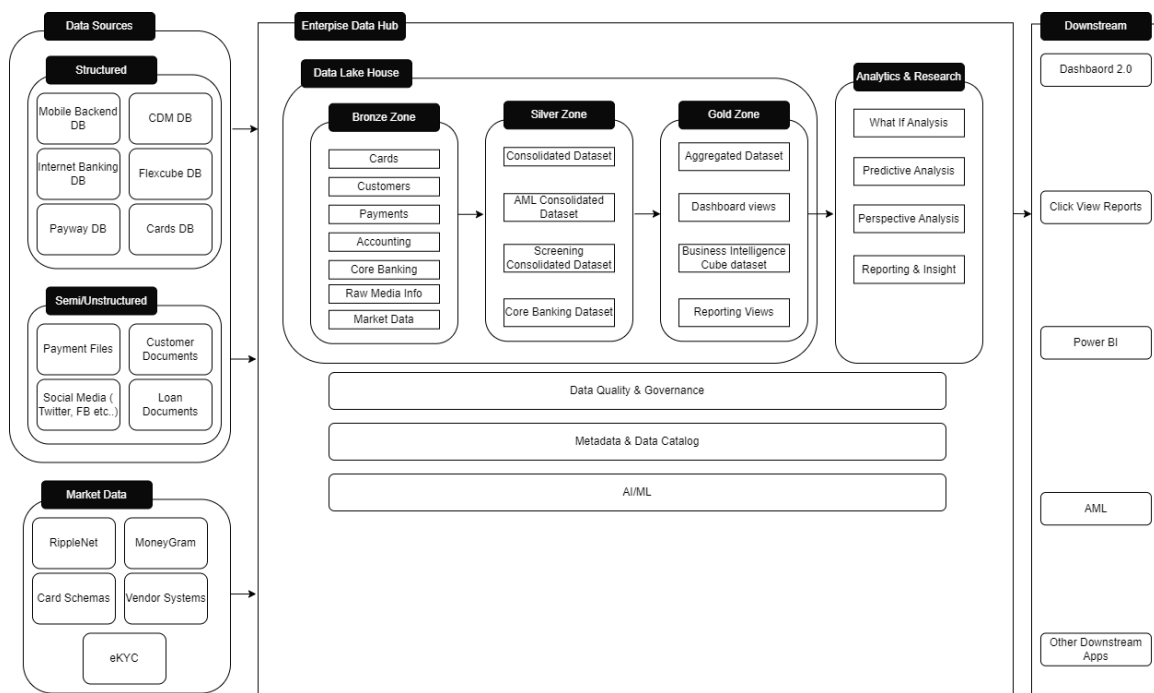 Data Sources
Structured
Mobile Backend
DB
CDM DB
Internet Banking
DB
Flexcube DB
Payway DB
Cards DB
Semi/Unstructured
Payment Files
Customer
Documents
Social Media (
Twitter, FB etc..)
Loan
Documents
Market Data
RippleNet
MoneyGram
Card Schemas
Vendor Systems
eKYC
Enterpise Data Hub
Data Lake House
Bronze Zone
Cards
Customers
Payments
Accounting
Core Banking
Raw Media Info
Market Data
Silver Zone
Consolidated Dataset
AML Consolidated
Dataset
Screening
Consolidated Dataset
Core Banking Dataset
Gold Zone
Aggregated Dataset
Dashboard views
Business Intelligence
Cube dataset
Reporting Views
Analytics & Research
What If Analysis
Predictive Analysis
Perspective Analysis
Reporting & Insight
Data Quality & Governance
Metadata & Data Catalog
AI/ML
Downstream
Dashbaord 2.0
Click View Reports
Power BI
AML
Other Downstream
Apps